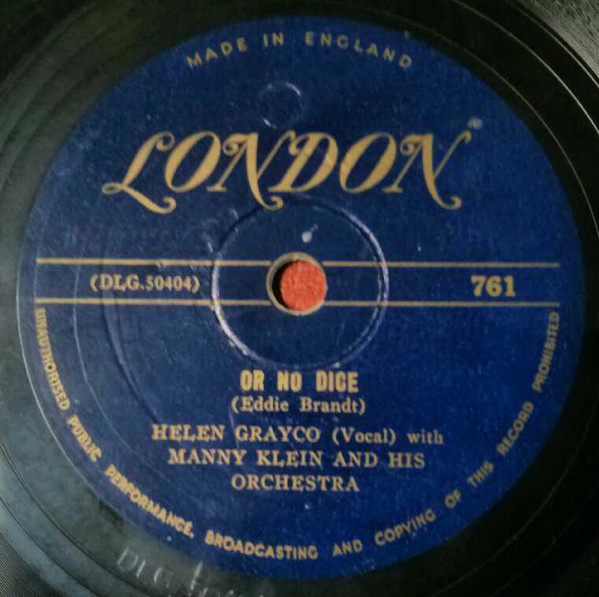 MADE IN ENGLAND
LONDON
(DLG.50404) 761
OR NO DICE
(Eddie Brandt)
HELEN GRAYCO (Vocal) with
MANNY KLEIN AND HIS
ORCHESTRA
UNAUTHORISED PUBLIC PERFORMANCE, BROADCASTING AND COPYING OF THIS RECORD PROHIBITED
DLG